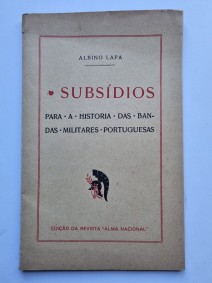 ALBINO LAPA
SUBSÍDIOS
PARA • A • HISTORIA • DAS • BAN-
DAS • MILITARES • PORTUGUESAS
EDIÇÃO DA REVISTA "ALMA NACIONAL"